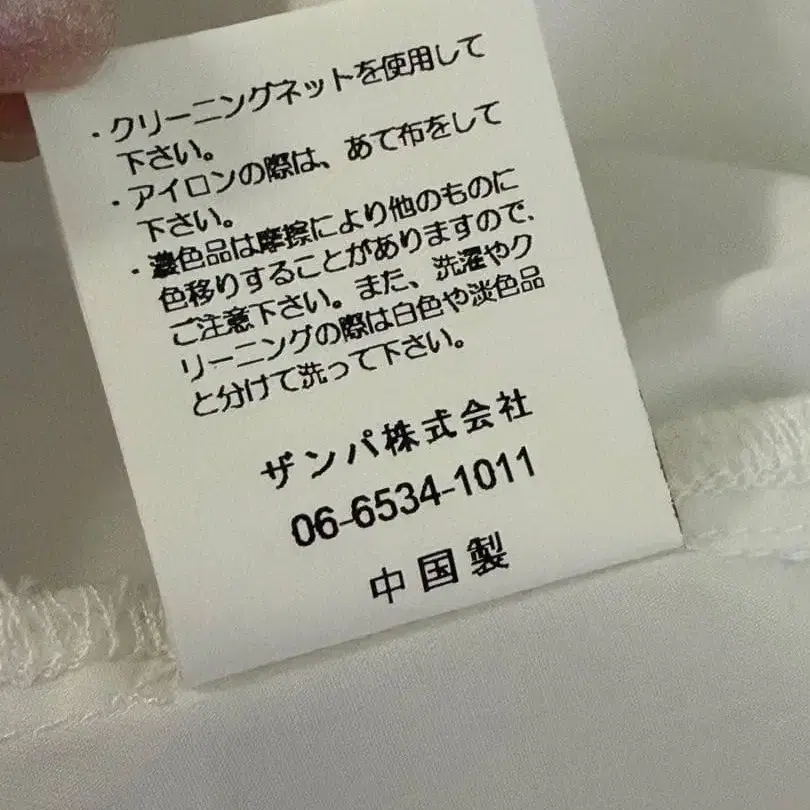 ・クリーニングネットを使用して
下さい。
・アイロンの際は、あて布をして
下さい。
・濃色品は摩擦により他のものに
色移りすることがありますので、
ご注意下さい。また、洗濯やク
リーニングの際は白色や淡色品
と分けて洗って下さい。
ザンパ株式会社
06-6534-1011
中国製